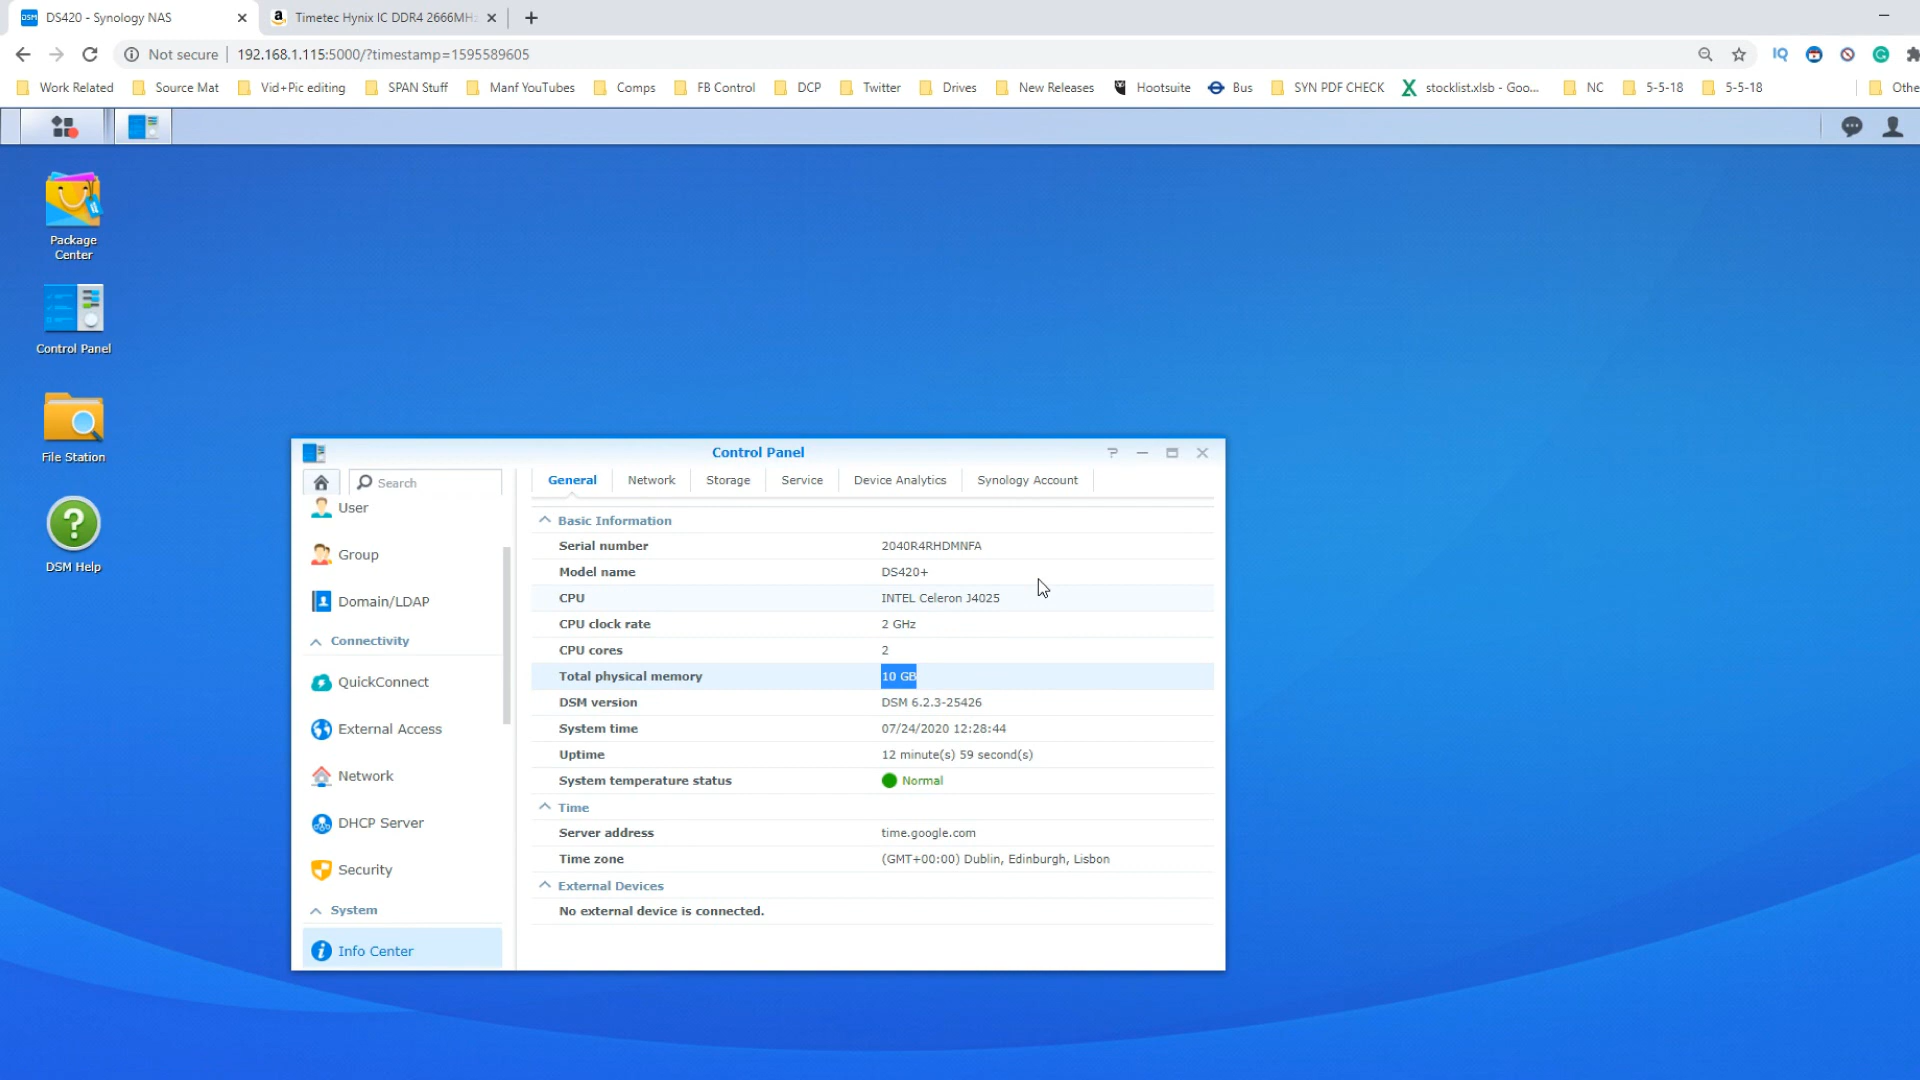 DS420 - Synology NAS
Timetec Hynix IC DDR4 2666MH
Not secure
192.168.1.115:5000/?timestamp=1595589605
IQ
Work Related
Source Mat
Vid+Pic editing
SPAN Stuff
Manf YouTubes
Comps
FB Control
DCP
Twitter
Drives
New Releases
Hootsuite
Bus
SYN PDF CHECK
stocklist.xlsb - Goo...
NC
5-5-18
5-5-18
Othe
Package
Center
Control Panel
File Station
DSM Help
Control Panel
Search
General
Network
Storage
Service
Device Analytics
Synology Account
User
Group
Domain/LDAP
Connectivity
QuickConnect
External Access
Network
DHCP Server
Security
System
Info Center
Basic Information
Serial number 2040R4RHDMNFA
Model name DS420+
CPU INTEL Celeron J4025
CPU clock rate 2 GHz
CPU cores 2
Total physical memory 10 GB
DSM version DSM 6.2.3-25426
System time 07/24/2020 12:28:44
Uptime 12 minute(s) 59 second(s)
System temperature status Normal
Time
Server address time.google.com
Time zone (GMT+00:00) Dublin, Edinburgh, Lisbon
External Devices
No external device is connected.